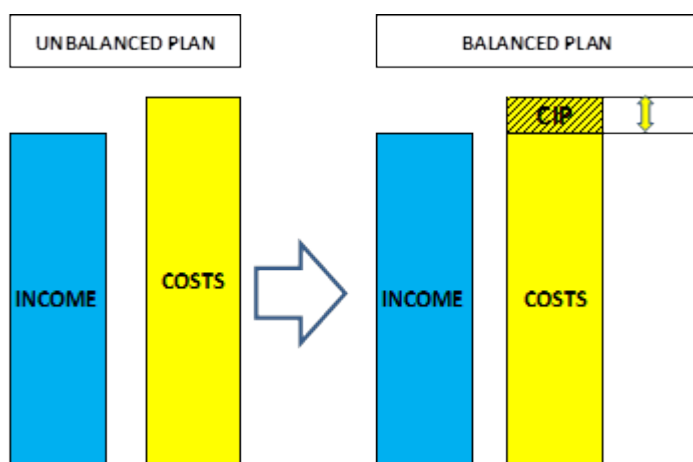 UNBALANCED PLAN
BALANCED PLAN
CIP
INCOME
COSTS
INCOME
COSTS